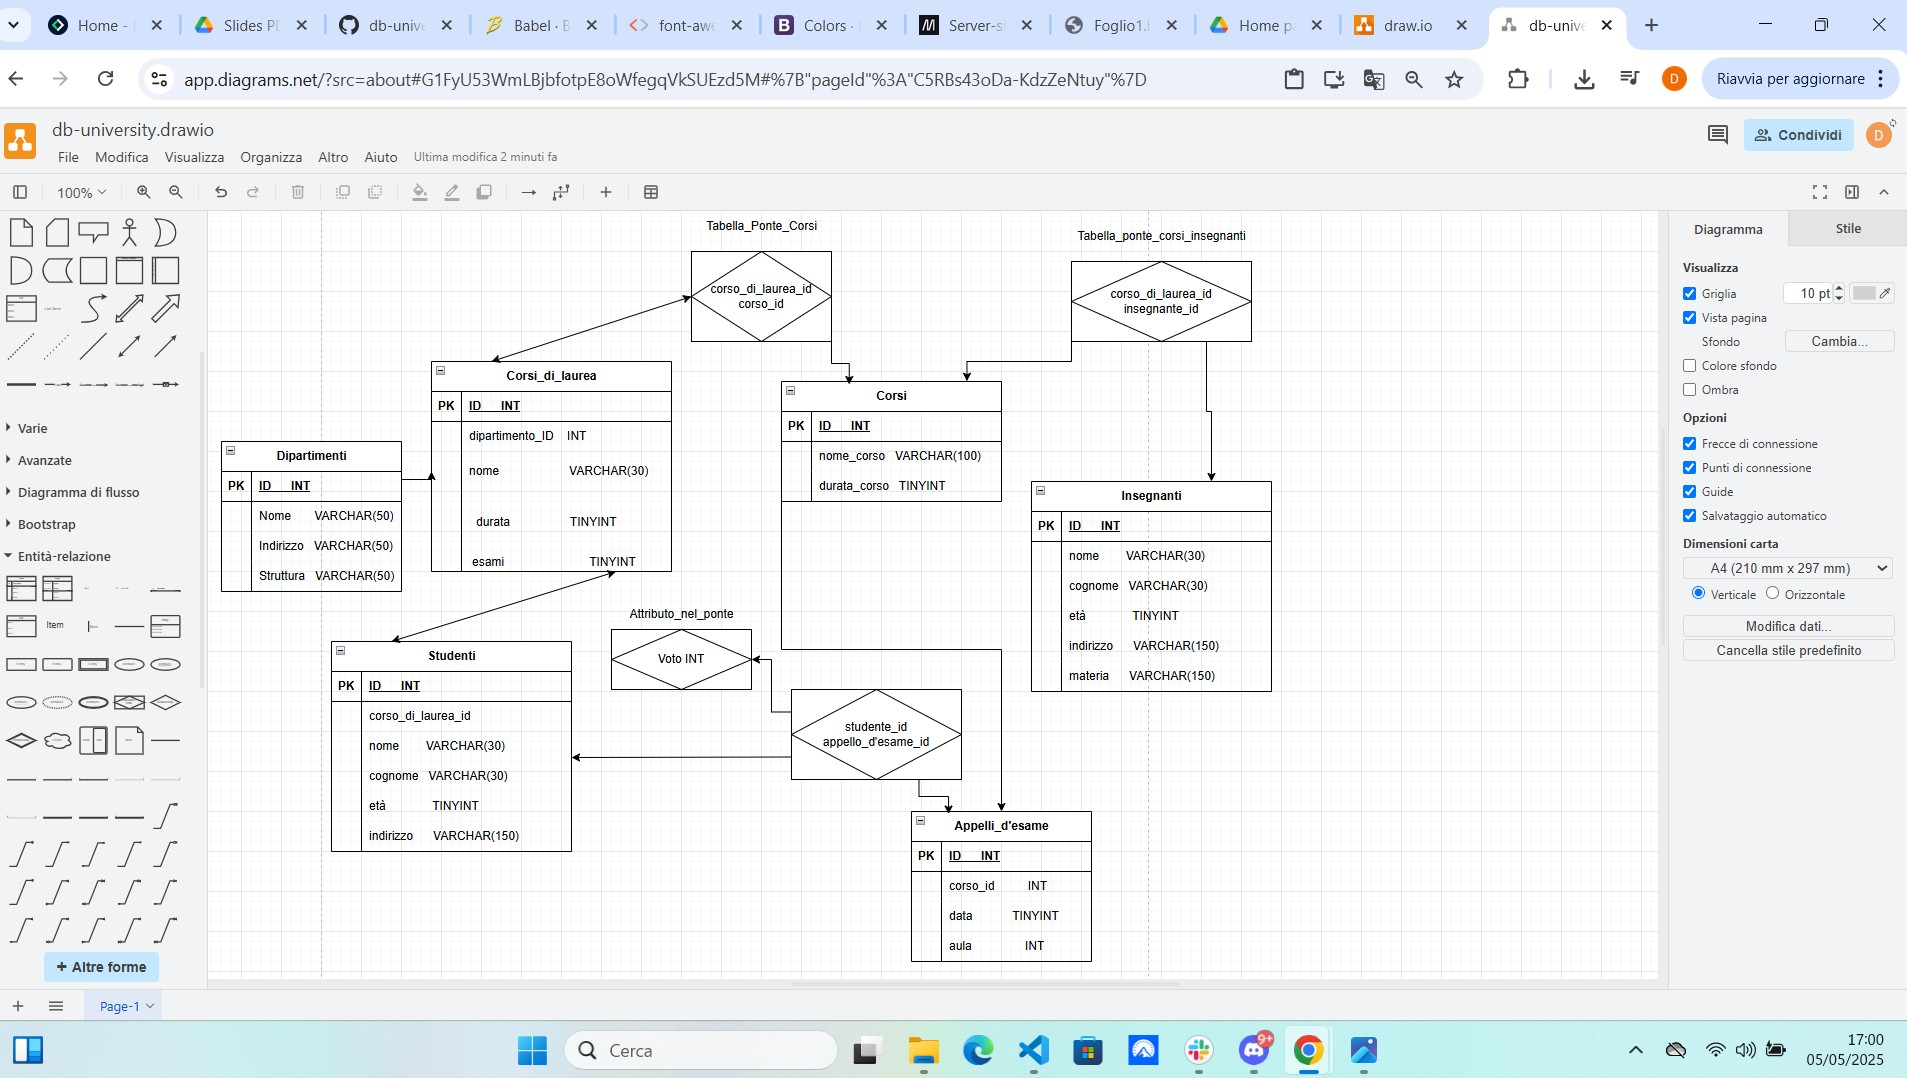 Home -
Slides PD
db-unive
Babel · B
font-awe
Colors ·
Server-si
Foglio1.
Home pa
draw.io
db-unive
app.diagrams.net/?src=about#G1FyU53WmLBjbfotpE8oWfegqVkSUEzd5M#%7B"pageId"%3A"C5RBs43oDa-KdzZeNtuy"%7D
D
Riavvia per aggiornare
db-university.drawio
File Modifica Visualizza Organizza Altro Aiuto Ultima modifica 2 minuti fa
Condividi
D
100%
Diagramma
Stile
Visualizza
Griglia
10 pt
Vista pagina
Sfondo
Cambia...
Colore sfondo
Ombra
Opzioni
Frecce di connessione
Punti di connessione
Guide
Salvataggio automatico
Dimensioni carta
A4 (210 mm x 297 mm)
Verticale
Orizzontale
Modifica dati...
Cancella stile predefinito
Varie
Avanzate
Diagramma di flusso
Bootstrap
Entità-relazione
Item
+ Altre forme
Tabella_Ponte_Corsi
corso_di_laurea_id
corso_id
Tabella_ponte_corsi_insegnanti
corso_di_laurea_id
insegnante_id
Corsi_di_laurea
PK ID INT
dipartimento_ID INT
nome VARCHAR(30)
durata TINYINT
esami TINYINT
Corsi
PK ID INT
nome_corso VARCHAR(100)
durata_corso TINYINT
Dipartimenti
PK ID INT
Nome VARCHAR(50)
Indirizzo VARCHAR(50)
Struttura VARCHAR(50)
Insegnanti
PK ID INT
nome VARCHAR(30)
cognome VARCHAR(30)
età TINYINT
indirizzo VARCHAR(150)
materia VARCHAR(150)
Attributo_nel_ponte
Voto INT
Studenti
PK ID INT
corso_di_laurea_id
nome VARCHAR(30)
cognome VARCHAR(30)
età TINYINT
indirizzo VARCHAR(150)
studente_id
appello_d'esame_id
Appelli_d'esame
PK ID INT
corso_id INT
data TINYINT
aula INT
Page-1
Cerca
9+
17:00
05/05/2025